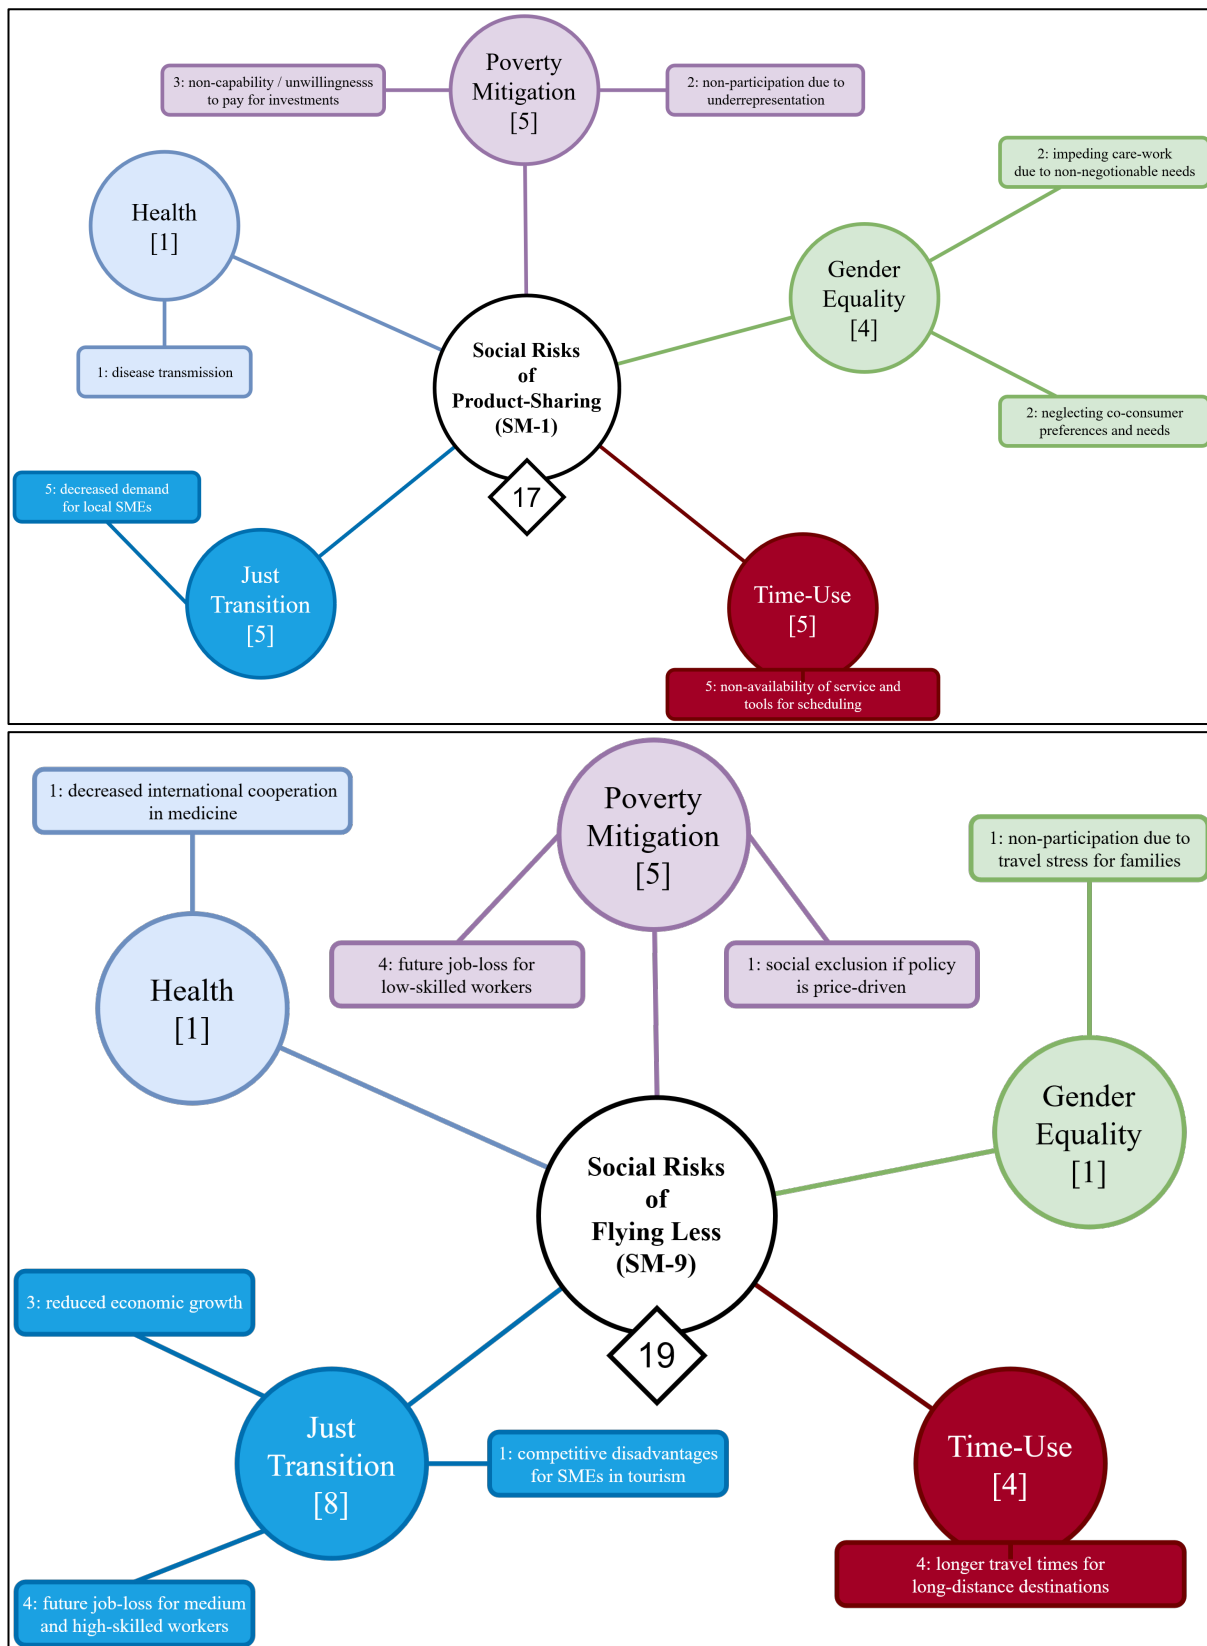 Poverty
Mitigation
[5]
3: non-capability / unwillingnesss
to pay for investments
2: non-participation due to
underrepresentation
Health
[1]
1: disease transmission
2: impeding care-work
due to non-negotionable needs
Gender
Equality
[4]
2: neglecting co-consumer
preferences and needs
Social Risks
of
Product-Sharing
(SM-1)
17
5: decreased demand
for local SMEs
Just
Transition
[5]
Time-Use
[5]
5: non-availability of service and
tools for scheduling
1: decreased international cooperation
in medicine
Health
[1]
Poverty
Mitigation
[5]
4: future job-loss for
low-skilled workers
1: social exclusion if policy
is price-driven
1: non-participation due to
travel stress for families
Gender
Equality
[1]
Social Risks
of
Flying Less
(SM-9)
19
3: reduced economic growth
Just
Transition
[8]
1: competitive disadvantages
for SMEs in tourism
4: future job-loss for medium
and high-skilled workers
Time-Use
[4]
4: longer travel times for
long-distance destinations